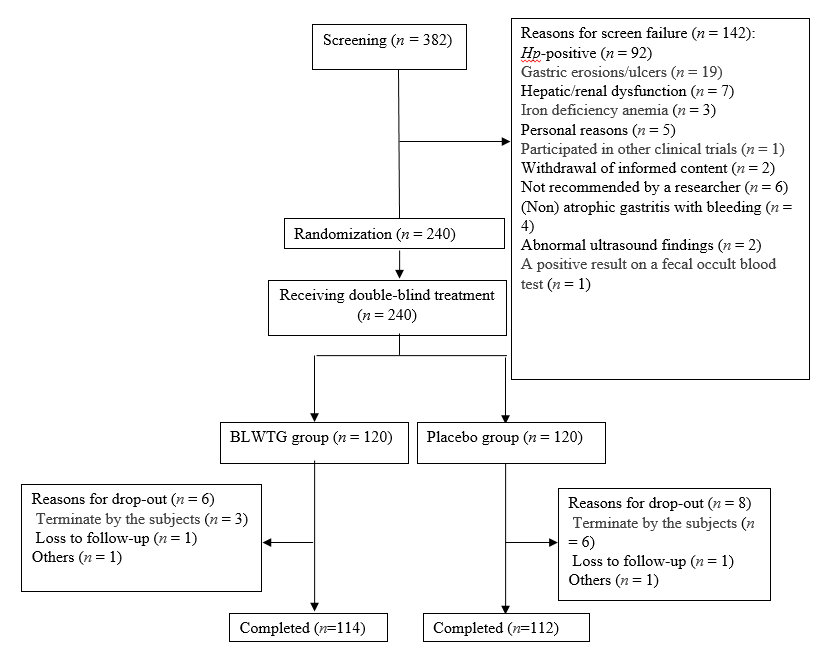 Screening (n = 382)
Reasons for screen failure (n = 142):
Hp-positive (n = 92)
Gastric erosions/ulcers (n = 19)
Hepatic/renal dysfunction (n = 7)
Iron deficiency anemia (n = 3)
Personal reasons (n = 5)
Participated in other clinical trials (n = 1)
Withdrawal of informed content (n = 2)
Not recommended by a researcher (n = 6)
(Non) atrophic gastritis with bleeding (n =
4)
Abnormal ultrasound findings (n = 2)
A positive result on a fecal occult blood
test (n = 1)
Randomization (n = 240)
Receiving double-blind treatment
(n = 240)
BLWTG group (n = 120)
Placebo group (n = 120)
Reasons for drop-out (n = 6)
Terminate by the subjects (n = 3)
Loss to follow-up (n = 1)
Others (n = 1)
Reasons for drop-out (n = 8)
Terminate by the subjects (n
= 6)
Loss to follow-up (n = 1)
Others (n = 1)
Completed (n=114)
Completed (n=112)